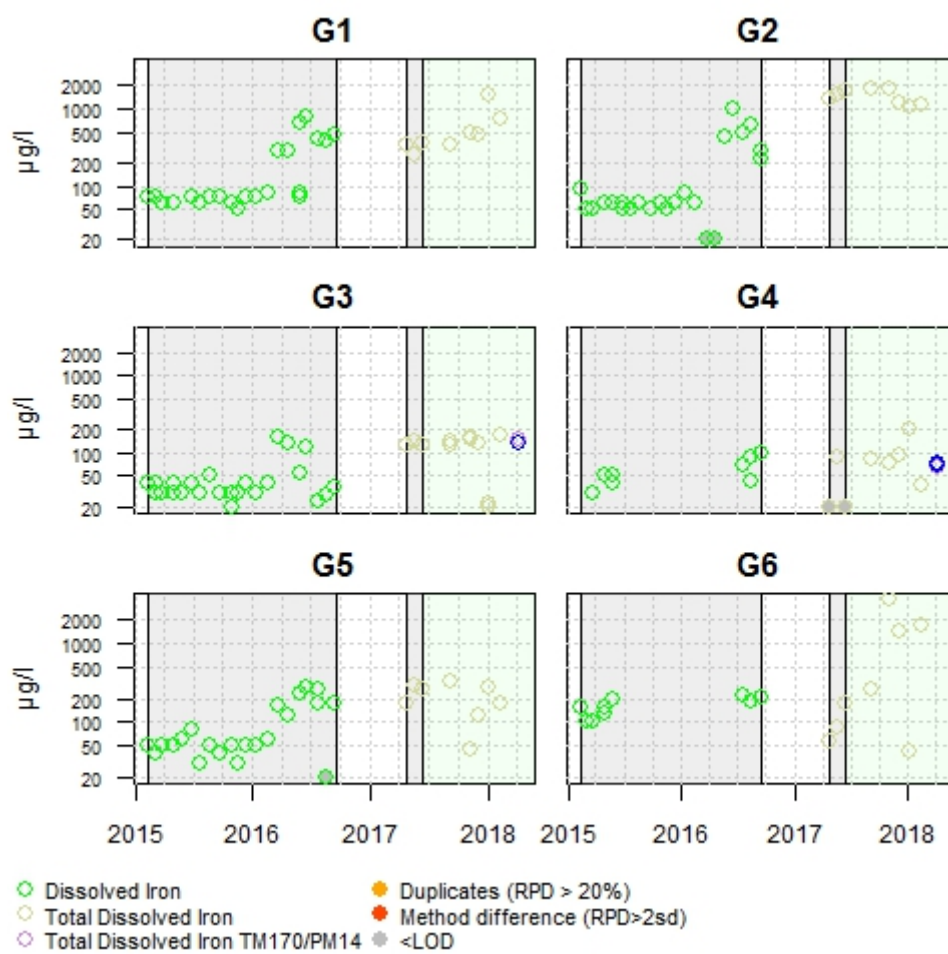 G1 G2
µg/l 2000 1000 500 200 100 50 20
G3 G4
µg/l 2000 1000 500 200 100 50 20
G5 G6
µg/l 2000 1000 500 200 100 50 20
2015 2016 2017 2018 2015 2016 2017 2018
Dissolved Iron Duplicates (RPD > 20%)
Total Dissolved Iron Method difference (RPD>2sd)
Total Dissolved Iron TM170/PM14 <LOD